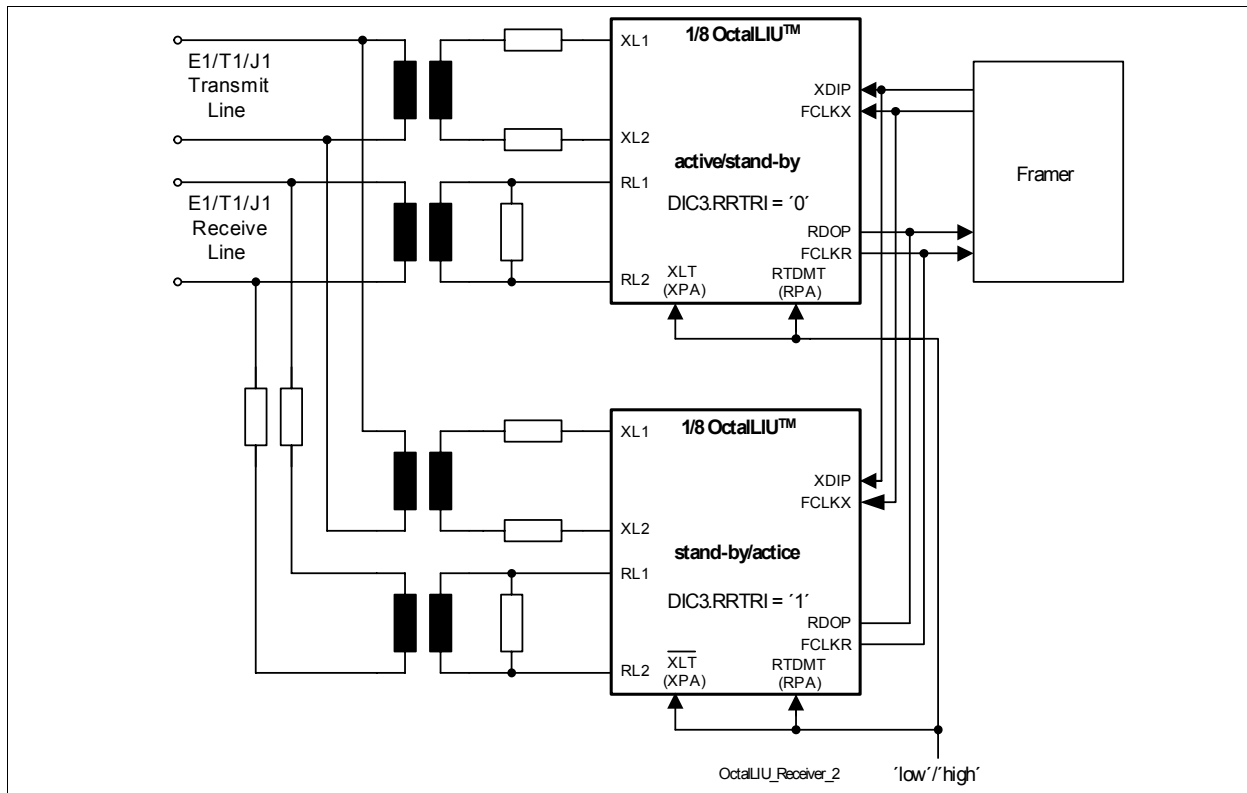 1/8 OctalLIU™
E1/T1/J1
Transmit
Line
XL1
XL2
XDIP
FCLKX
active/stand-by
DIC3.RRTRI = ´0´
Framer
E1/T1/J1
Receive
Line
RL1
RL2
RDOP
FCLKR
XLT
(XPA)
RTDMT
(RPA)
1/8 OctalLIU™
XL1
XL2
XDIP
FCLKX
stand-by/actice
DIC3.RRTRI = ´1´
RL1
RL2
RDOP
FCLKR
X̅L̅T̅
(XPA)
RTDMT
(RPA)
OctalLIU_Receiver_2
´low´/´high´